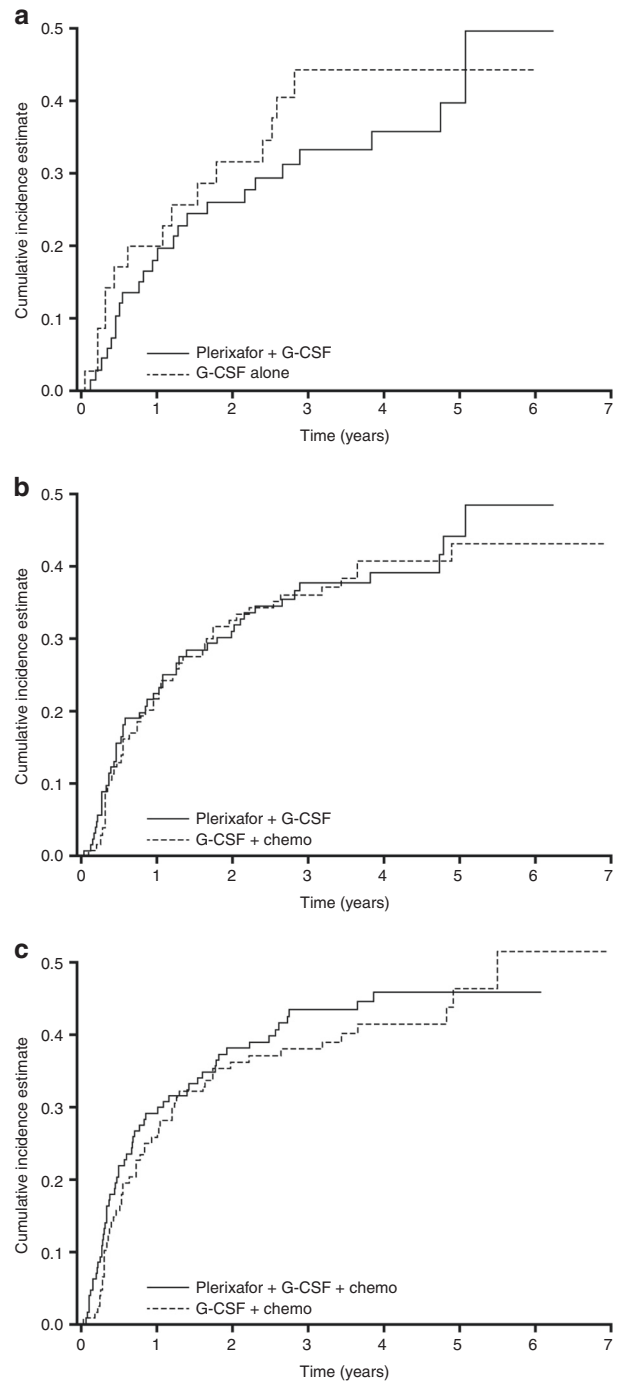 a
0.5
0.4
0.3
0.2
0.1
0.0
Cumulative incidence estimate
Plerixafor + G-CSF
G-CSF alone
0 1 2 3 4 5 6 7
Time (years)
b
0.5
0.4
0.3
0.2
0.1
0.0
Cumulative incidence estimate
Plerixafor + G-CSF
G-CSF + chemo
0 1 2 3 4 5 6 7
Time (years)
c
0.5
0.4
0.3
0.2
0.1
0.0
Cumulative incidence estimate
Plerixafor + G-CSF + chemo
G-CSF + chemo
0 1 2 3 4 5 6 7
Time (years)